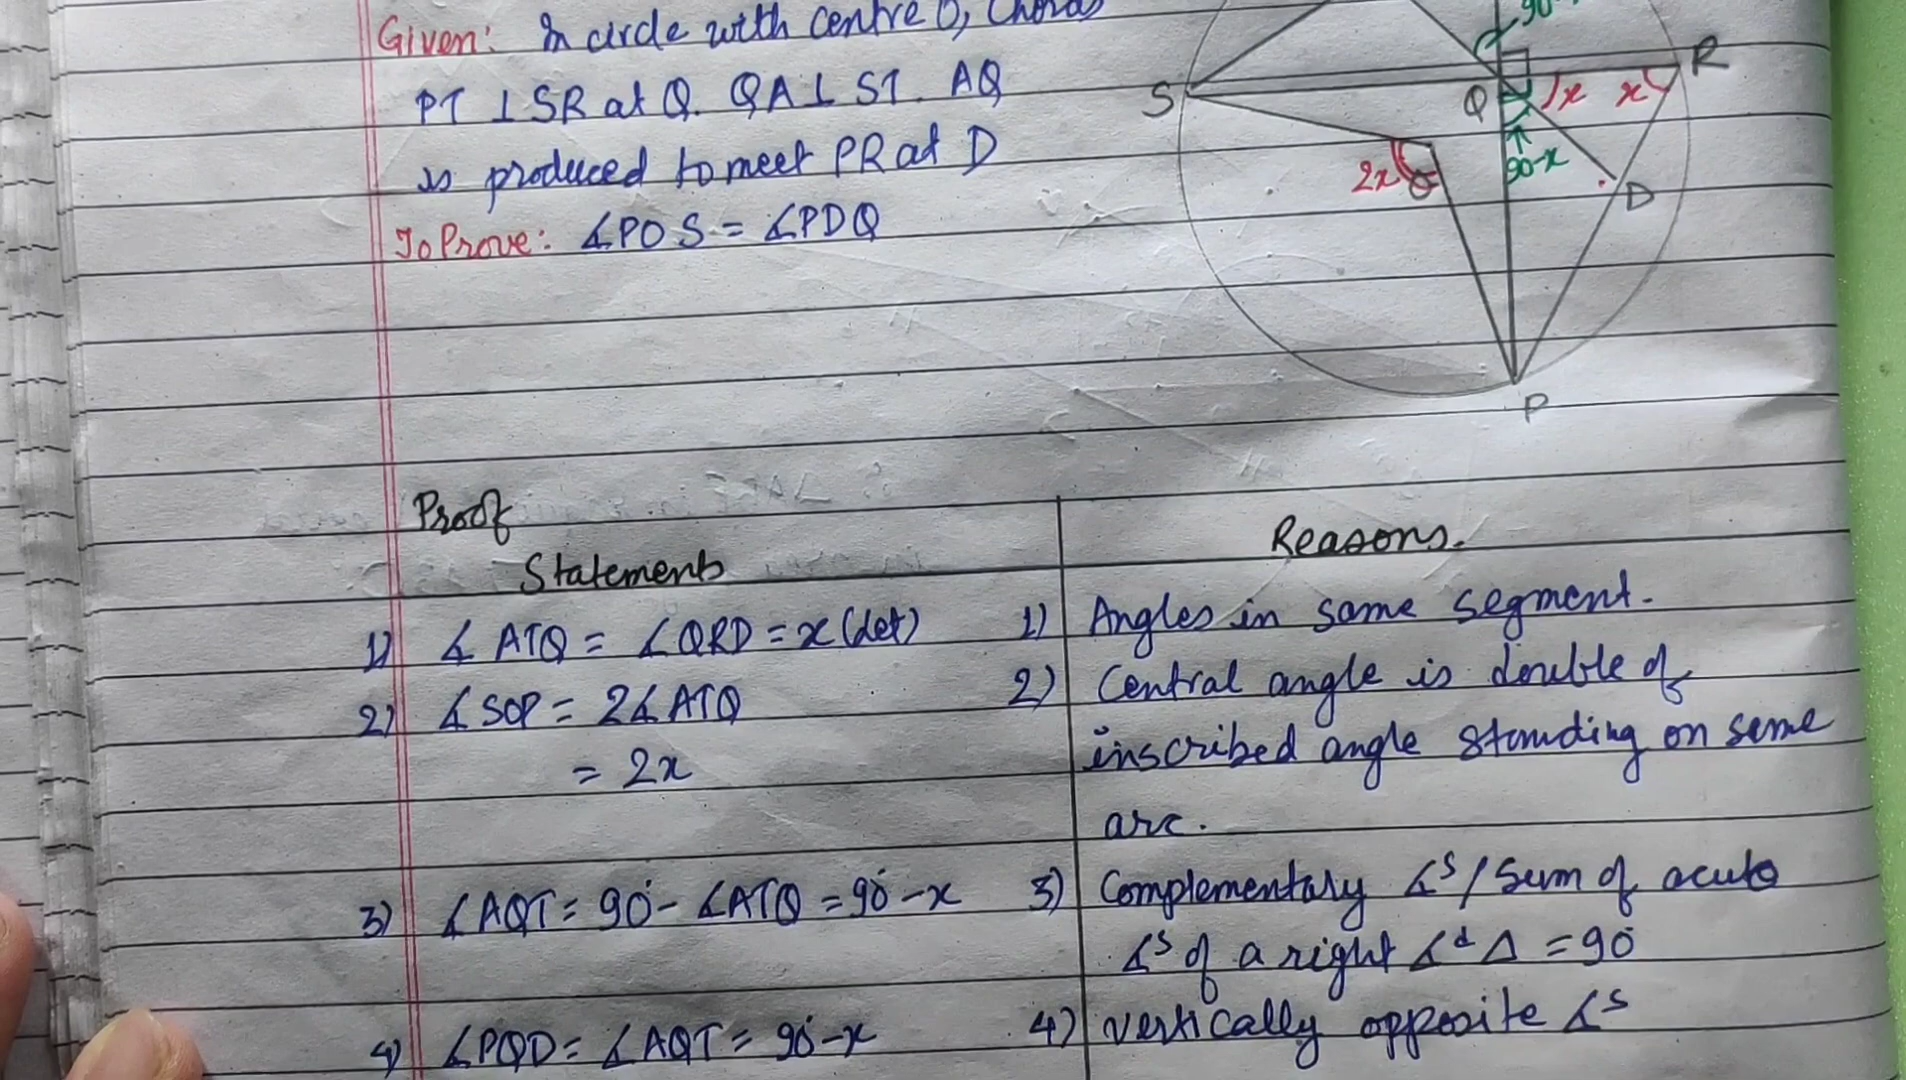 Given: In circle with centre O, Chords
PT ⊥ SR at Q. QA ⊥ ST. AQ
is produced to meet PR at D
To Prove: ∡POS = ∡PDQ
90-
S
R
Q
x
x
90-x
2x
O
D
P
Proof
Statements
Reasons.
1) ∡ATQ = ∡QRD = x (let)
1) Angles in same segment.
2) ∡SOP = 2∡ATQ
= 2x
2) Central angle is double of
inscribed angle standing on same
arc.
3) ∡AQT = 90° - ∡ATQ = 90° - x
3) Complementary ∡s / Sum of acute
∡s of a right ∡d Δ = 90°
4) ∡PQD = ∡AQT = 90° - x
4) vertically opposite ∡s